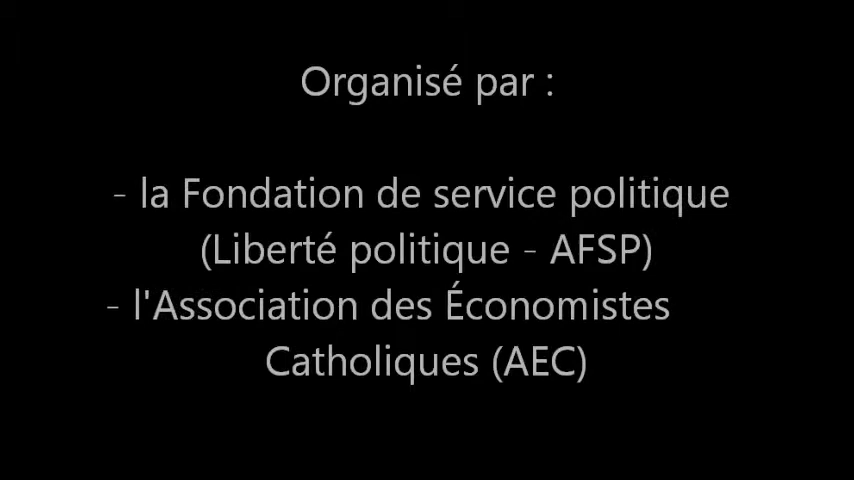 Organisé par :
- la Fondation de service politique
(Liberté politique - AFSP)
- l'Association des Économistes
Catholiques (AEC)